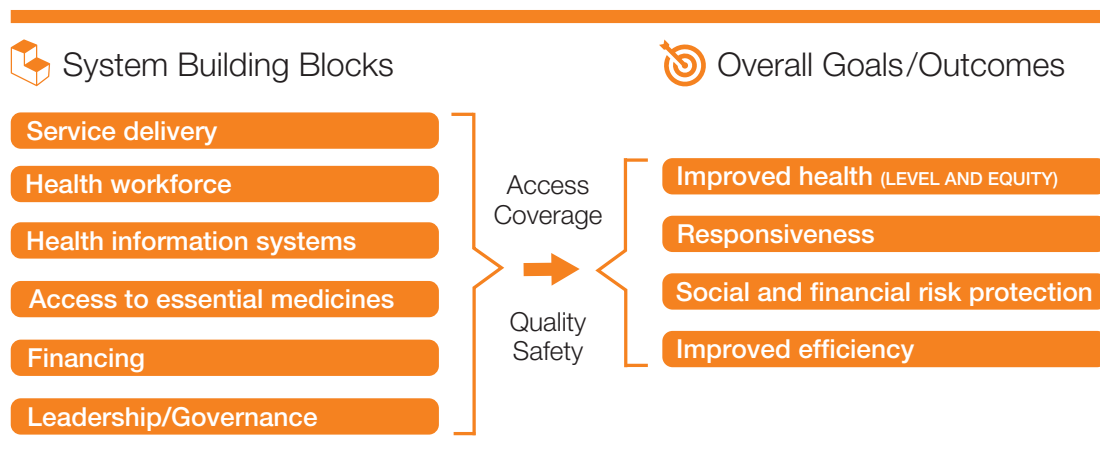 System Building Blocks
Service delivery
Health workforce
Health information systems
Access to essential medicines
Financing
Leadership/Governance
Access
Coverage
Quality
Safety
Overall Goals/Outcomes
Improved health (LEVEL AND EQUITY)
Responsiveness
Social and financial risk protection
Improved efficiency